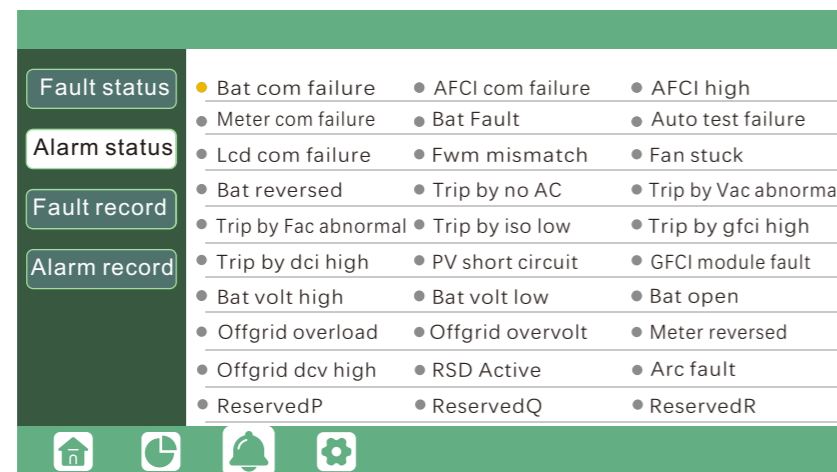 Fault status
Alarm status
Fault record
Alarm record
Bat com failure AFCI com failure AFCI high
Meter com failure Bat Fault Auto test failure
Lcd com failure Fwm mismatch Fan stuck
Bat reversed Trip by no AC Trip by Vac abnorma
Trip by Fac abnormal Trip by iso low Trip by gfci high
Trip by dci high PV short circuit GFCI module fault
Bat volt high Bat volt low Bat open
Offgrid overload Offgrid overvolt Meter reversed
Offgrid dcv high RSD Active Arc fault
ReservedP ReservedQ ReservedR